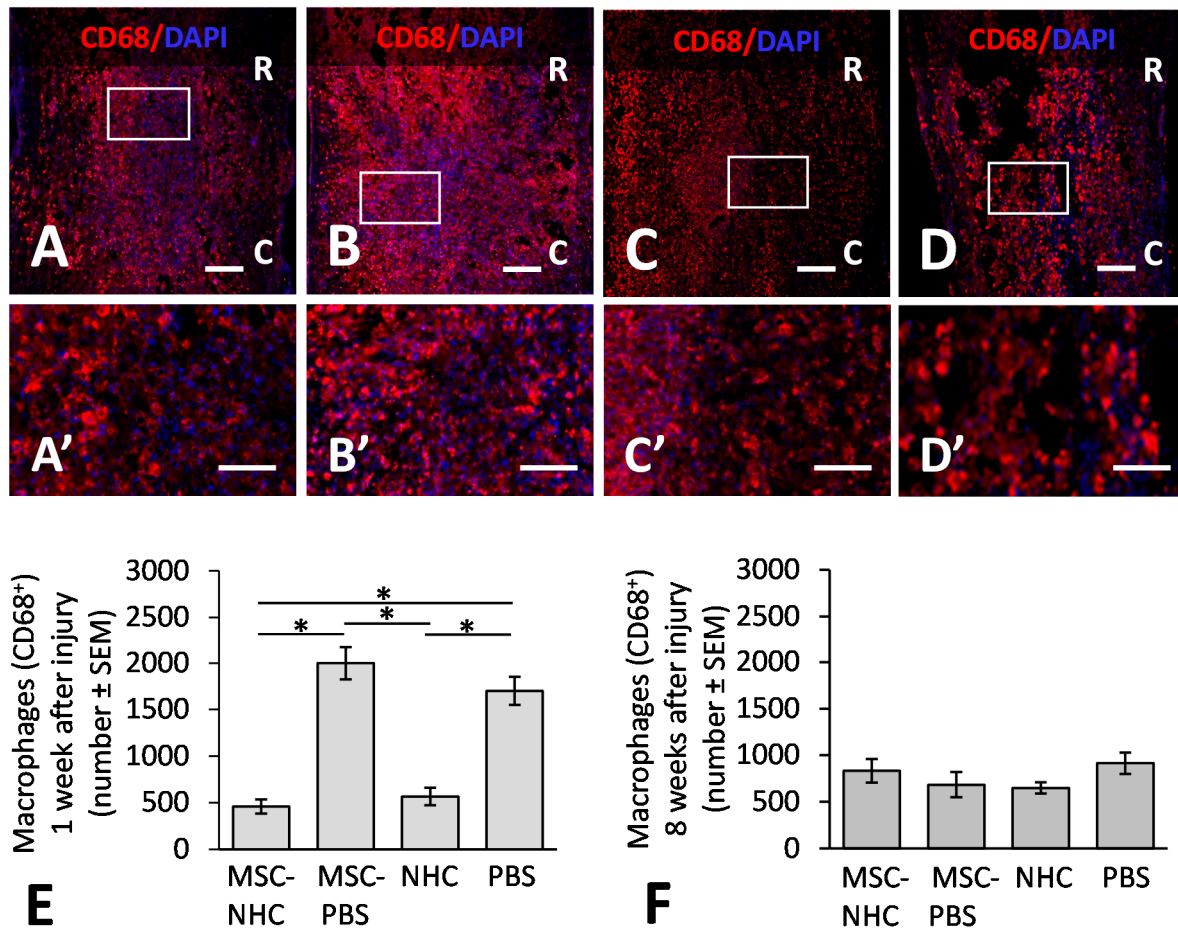 CD68/DAPI
R
A
C
CD68/DAPI
R
B
C
CD68/DAPI
R
C
C
CD68/DAPI
R
D
C
A’
B’
C’
D’
Macrophages (CD68⁺)
1 week after injury
(number ± SEM)
3000
2500
2000
1500
1000
500
0
*
* * *
MSC-
NHC
MSC-
PBS
NHC
PBS
E
Macrophages (CD68⁺)
8 weeks after injury
(number ± SEM)
3000
2500
2000
1500
1000
500
0
MSC-
NHC
MSC-
PBS
NHC
PBS
F